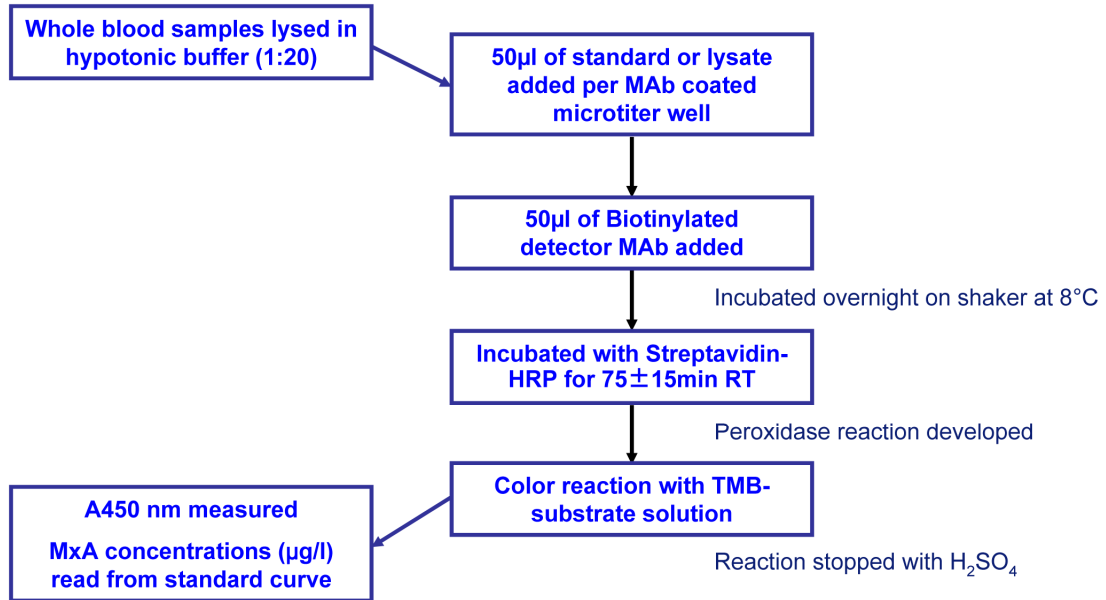 Whole blood samples lysed in
hypotonic buffer (1:20)
50µl of standard or lysate
added per MAb coated
microtiter well
50µl of Biotinylated
detector MAb added
Incubated overnight on shaker at 8°C
Incubated with Streptavidin-
HRP for 75±15min RT
Peroxidase reaction developed
Color reaction with TMB-
substrate solution
A450 nm measured
MxA concentrations (µg/l)
read from standard curve
Reaction stopped with H₂SO₄